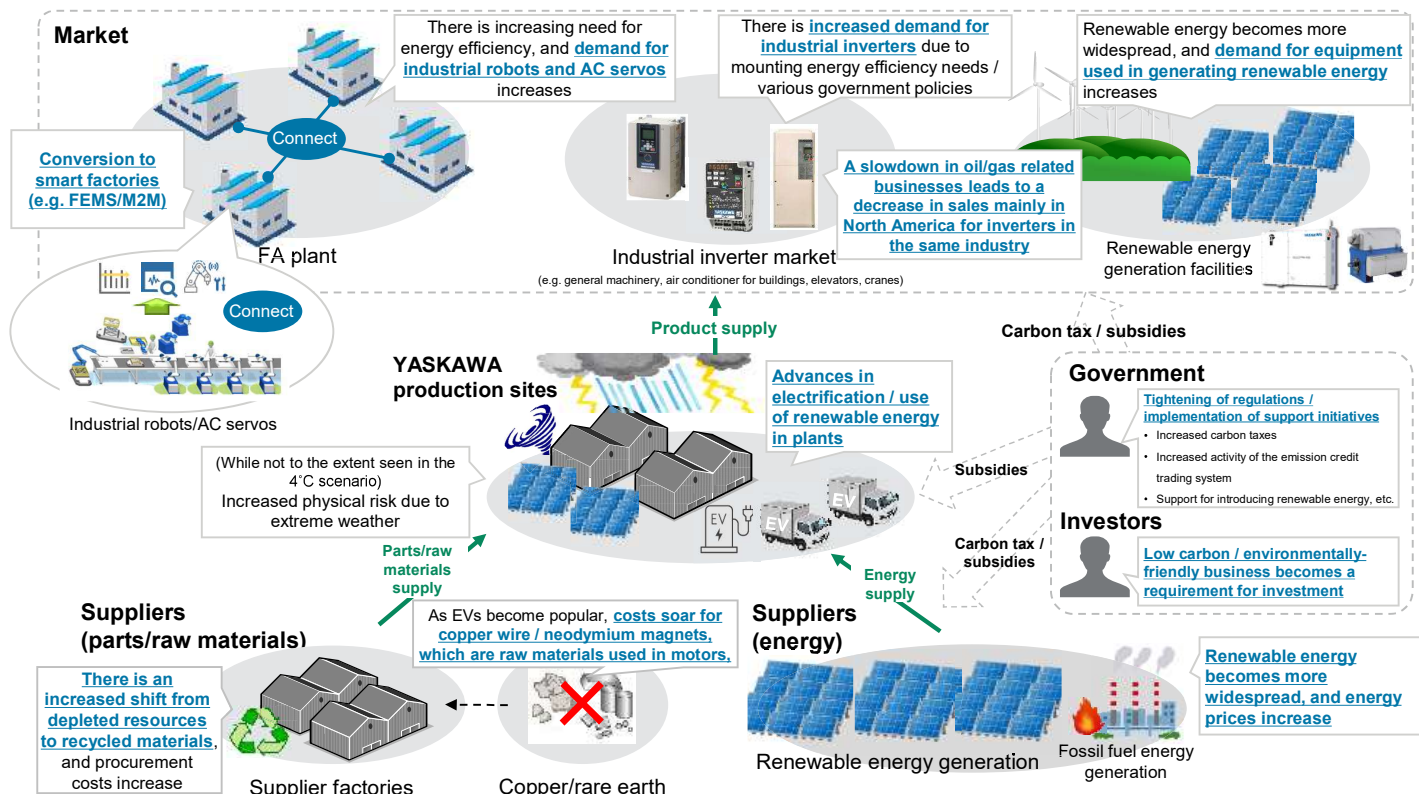 Market
There is increasing need for
energy efficiency, and demand for
industrial robots and AC servos
increases
There is increased demand for
industrial inverters due to
mounting energy efficiency needs /
various government policies
Renewable energy becomes more
widespread, and demand for equipment
used in generating renewable energy
increases
Connect
Conversion to
smart factories
(e.g. FEMS/M2M)
A slowdown in oil/gas related
businesses leads to a
decrease in sales mainly in
North America for inverters in
the same industry
FA plant
Industrial inverter market
(e.g. general machinery, air conditioner for buildings, elevators, cranes)
Renewable energy
generation facilities
Connect
Industrial robots/AC servos
Product supply
Carbon tax / subsidies
YASKAWA
production sites
Advances in
electrification / use
of renewable energy
in plants
Government
Tightening of regulations /
implementation of support initiatives
• Increased carbon taxes
• Increased activity of the emission credit
trading system
• Support for introducing renewable energy, etc.
(While not to the extent seen in the
4˚C scenario)
Increased physical risk due to
extreme weather
EV
EV
EV
Subsidies
Investors
Low carbon / environmentally-
friendly business becomes a
requirement for investment
Carbon tax /
subsidies
Parts/raw
materials
supply
Energy
supply
Suppliers
(parts/raw materials)
As EVs become popular, costs soar for
copper wire / neodymium magnets,
which are raw materials used in motors,
Suppliers
(energy)
There is an
increased shift from
depleted resources
to recycled materials,
and procurement
costs increase
Renewable energy
becomes more
widespread, and energy
prices increase
Supplier factories
Copper/rare earth
Renewable energy generation
Fossil fuel energy
generation